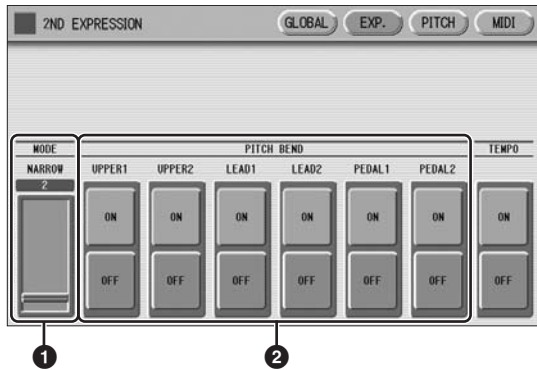 2ND EXPRESSION GLOBAL EXP. PITCH MIDI
MODE PITCH BEND TEMPO
NARROW UPPER1 UPPER2 LEAD1 LEAD2 PEDAL1 PEDAL2
2
ON ON ON ON ON ON ON
OFF OFF OFF OFF OFF OFF OFF
1 2